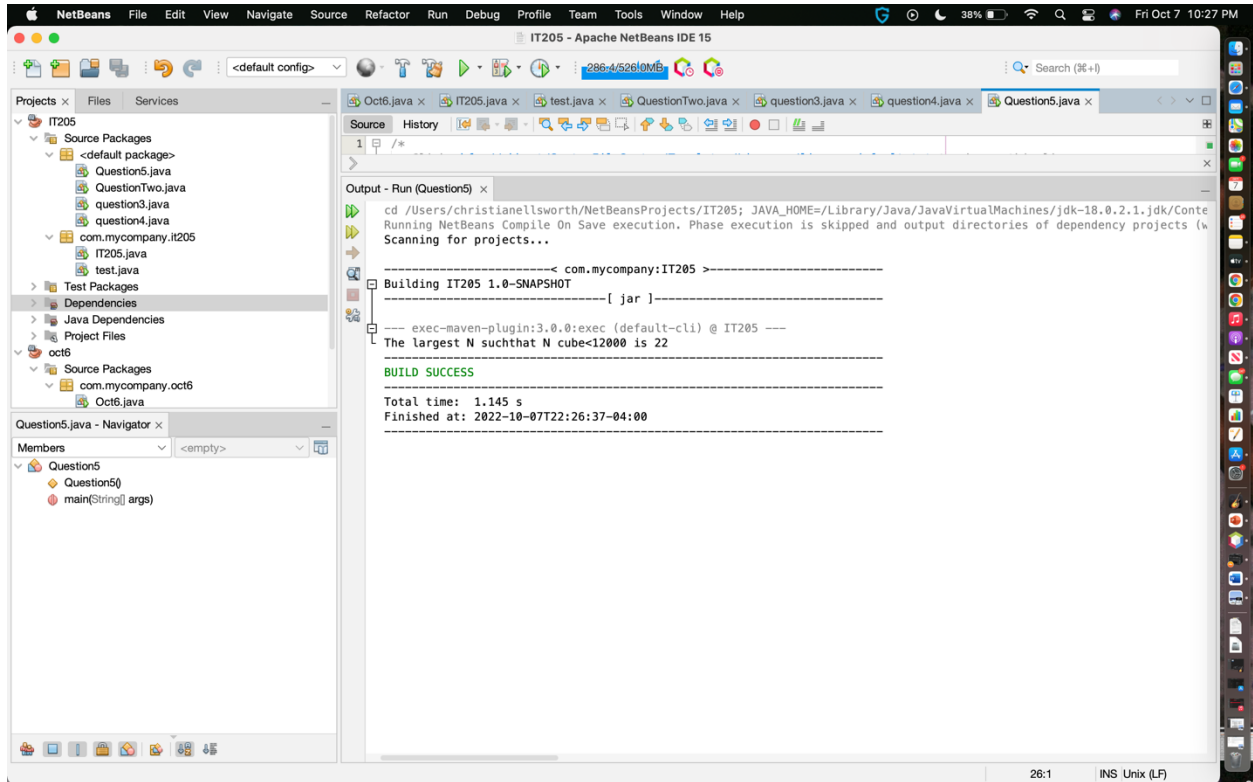 NetBeans File Edit View Navigate Source Refactor Run Debug Profile Team Tools Window Help 38% Fri Oct 7 10:27 PM
IT205 - Apache NetBeans IDE 15
<default config> 286.4/526.0MB Search (⌘+I)
Projects Files Services
IT205
Source Packages
<default package>
Question5.java
QuestionTwo.java
question3.java
question4.java
com.mycompany.it205
IT205.java
test.java
Test Packages
Dependencies
Java Dependencies
Project Files
oct6
Source Packages
com.mycompany.oct6
Oct6.java
Question5.java - Navigator
Members <empty>
Question5
Question5()
main(String[] args)
Oct6.java IT205.java test.java QuestionTwo.java question3.java question4.java Question5.java
Source History
1 /*
Output - Run (Question5)
cd /Users/christianellsworth/NetBeansProjects/IT205; JAVA_HOME=/Library/Java/JavaVirtualMachines/jdk-18.0.2.1.jdk/Conte
Running NetBeans Compile On Save execution. Phase execution is skipped and output directories of dependency projects (w
Scanning for projects...
------------------------< com.mycompany:IT205 >-------------------------
Building IT205 1.0-SNAPSHOT
--------------------------------[ jar ]---------------------------------
--- exec-maven-plugin:3.0.0:exec (default-cli) @ IT205 ---
The largest N suchthat N cube<12000 is 22
------------------------------------------------------------------------
BUILD SUCCESS
------------------------------------------------------------------------
Total time:  1.145 s
Finished at: 2022-10-07T22:26:37-04:00
------------------------------------------------------------------------
26:1 INS Unix (LF)